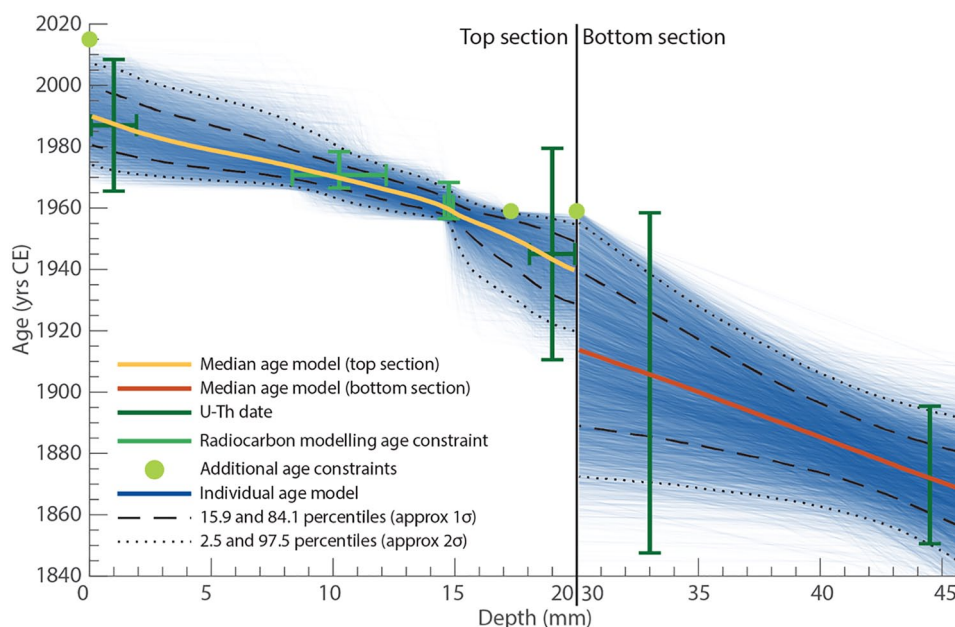 2020
2000
1980
1960
1940
1920
1900
1880
1860
1840
Age (yrs CE)
Top section
Bottom section
Median age model (top section)
Median age model (bottom section)
U-Th date
Radiocarbon modelling age constraint
Additional age constraints
Individual age model
15.9 and 84.1 percentiles (approx 1σ)
2.5 and 97.5 percentiles (approx 2σ)
0 5 10 15 20 30 35 40 45
Depth (mm)